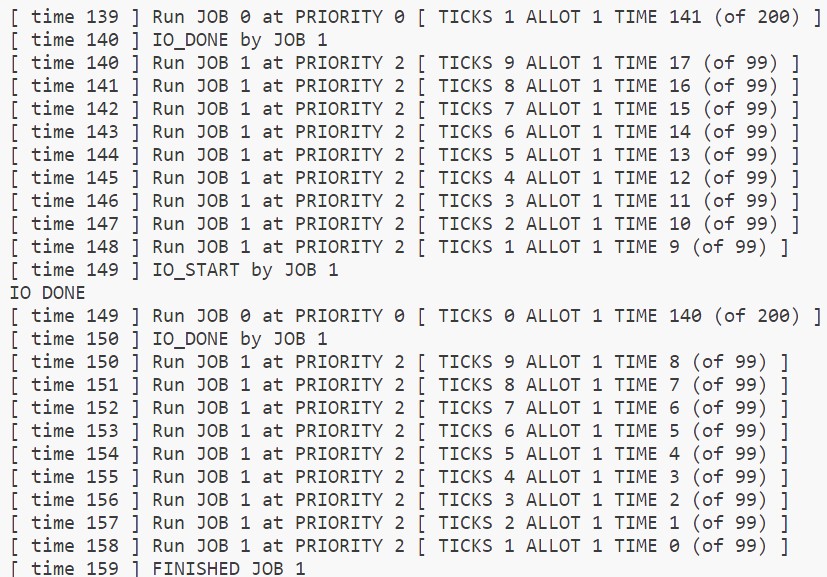 [ time 139 ] Run JOB 0 at PRIORITY 0 [ TICKS 1 ALLOT 1 TIME 141 (of 200) ]
[ time 140 ] IO_DONE by JOB 1
[ time 140 ] Run JOB 1 at PRIORITY 2 [ TICKS 9 ALLOT 1 TIME 17 (of 99) ]
[ time 141 ] Run JOB 1 at PRIORITY 2 [ TICKS 8 ALLOT 1 TIME 16 (of 99) ]
[ time 142 ] Run JOB 1 at PRIORITY 2 [ TICKS 7 ALLOT 1 TIME 15 (of 99) ]
[ time 143 ] Run JOB 1 at PRIORITY 2 [ TICKS 6 ALLOT 1 TIME 14 (of 99) ]
[ time 144 ] Run JOB 1 at PRIORITY 2 [ TICKS 5 ALLOT 1 TIME 13 (of 99) ]
[ time 145 ] Run JOB 1 at PRIORITY 2 [ TICKS 4 ALLOT 1 TIME 12 (of 99) ]
[ time 146 ] Run JOB 1 at PRIORITY 2 [ TICKS 3 ALLOT 1 TIME 11 (of 99) ]
[ time 147 ] Run JOB 1 at PRIORITY 2 [ TICKS 2 ALLOT 1 TIME 10 (of 99) ]
[ time 148 ] Run JOB 1 at PRIORITY 2 [ TICKS 1 ALLOT 1 TIME 9 (of 99) ]
[ time 149 ] IO_START by JOB 1
IO DONE
[ time 149 ] Run JOB 0 at PRIORITY 0 [ TICKS 0 ALLOT 1 TIME 140 (of 200) ]
[ time 150 ] IO_DONE by JOB 1
[ time 150 ] Run JOB 1 at PRIORITY 2 [ TICKS 9 ALLOT 1 TIME 8 (of 99) ]
[ time 151 ] Run JOB 1 at PRIORITY 2 [ TICKS 8 ALLOT 1 TIME 7 (of 99) ]
[ time 152 ] Run JOB 1 at PRIORITY 2 [ TICKS 7 ALLOT 1 TIME 6 (of 99) ]
[ time 153 ] Run JOB 1 at PRIORITY 2 [ TICKS 6 ALLOT 1 TIME 5 (of 99) ]
[ time 154 ] Run JOB 1 at PRIORITY 2 [ TICKS 5 ALLOT 1 TIME 4 (of 99) ]
[ time 155 ] Run JOB 1 at PRIORITY 2 [ TICKS 4 ALLOT 1 TIME 3 (of 99) ]
[ time 156 ] Run JOB 1 at PRIORITY 2 [ TICKS 3 ALLOT 1 TIME 2 (of 99) ]
[ time 157 ] Run JOB 1 at PRIORITY 2 [ TICKS 2 ALLOT 1 TIME 1 (of 99) ]
[ time 158 ] Run JOB 1 at PRIORITY 2 [ TICKS 1 ALLOT 1 TIME 0 (of 99) ]
[ time 159 ] FINISHED JOB 1